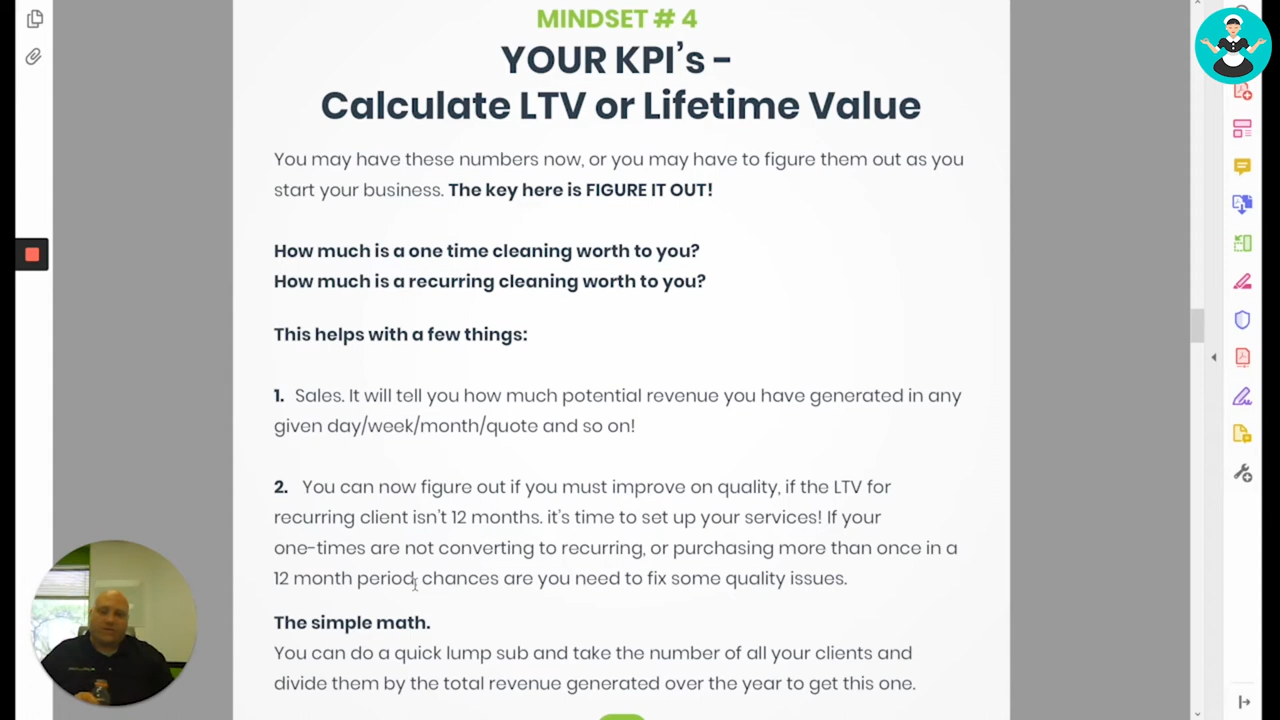 MINDSET # 4
YOUR KPI's -
Calculate LTV or Lifetime Value
You may have these numbers now, or you may have to figure them out as you
start your business. The key here is FIGURE IT OUT!
How much is a one time cleaning worth to you?
How much is a recurring cleaning worth to you?
This helps with a few things:
1. Sales. It will tell you how much potential revenue you have generated in any
given day/week/month/quote and so on!
2. You can now figure out if you must improve on quality, if the LTV for
recurring client isn't 12 months. it's time to set up your services! If your
one-times are not converting to recurring, or purchasing more than once in a
12 month period, chances are you need to fix some quality issues.
The simple math.
You can do a quick lump sub and take the number of all your clients and
divide them by the total revenue generated over the year to get this one.